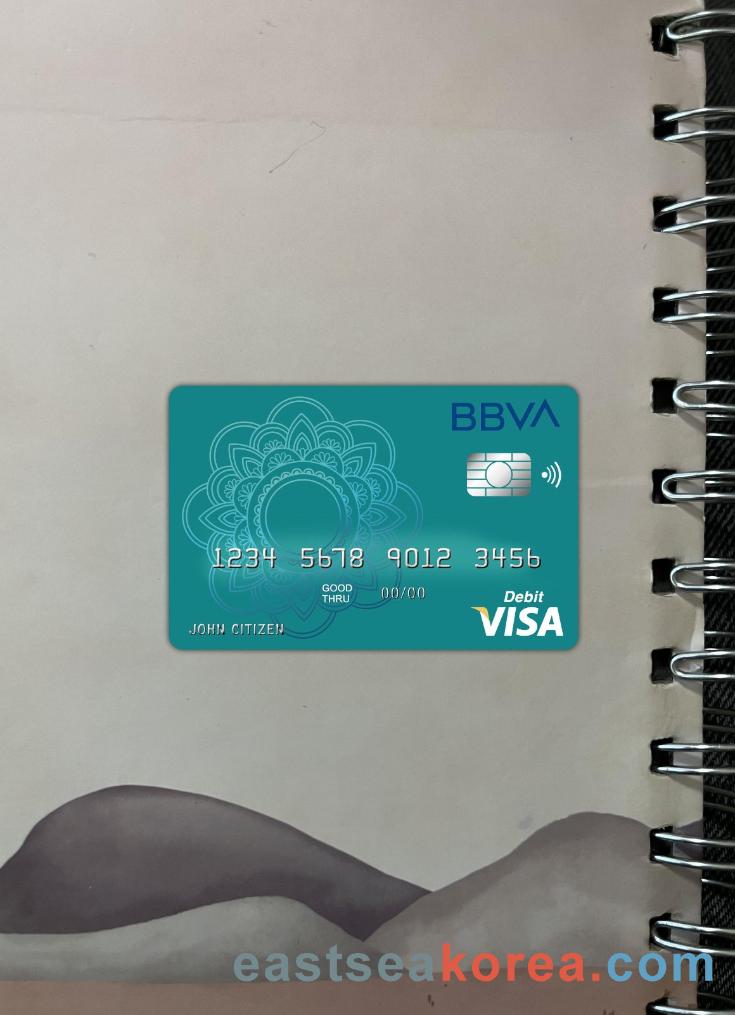 BBVA
1234 5678 9012 3456
GOOD
THRU 00/00
Debit
VISA
JOHN CITIZEN
eastseakorea.com